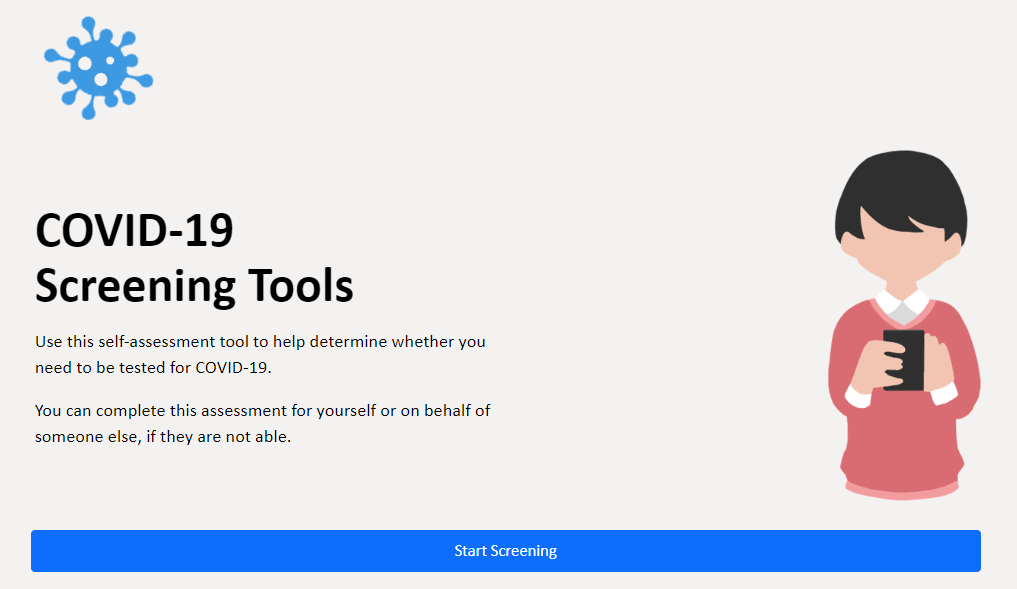 COVID-19
Screening Tools
Use this self-assessment tool to help determine whether you
need to be tested for COVID-19.
You can complete this assessment for yourself or on behalf of
someone else, if they are not able.
Start Screening